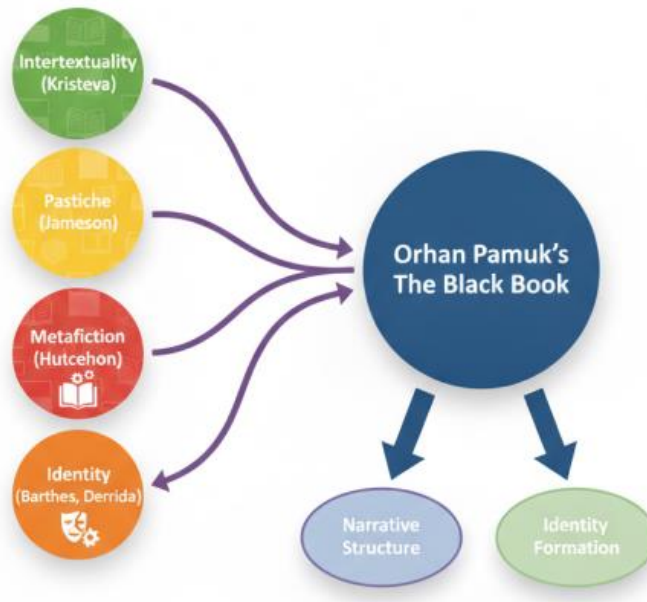 Intertextuality
(Kristeva)
Pastiche
(Jameson)
Metafiction
(Hutcehon)
Identity
(Barthes, Derrida)
Orhan Pamuk’s
The Black Book
Narrative
Structure
Identity
Formation